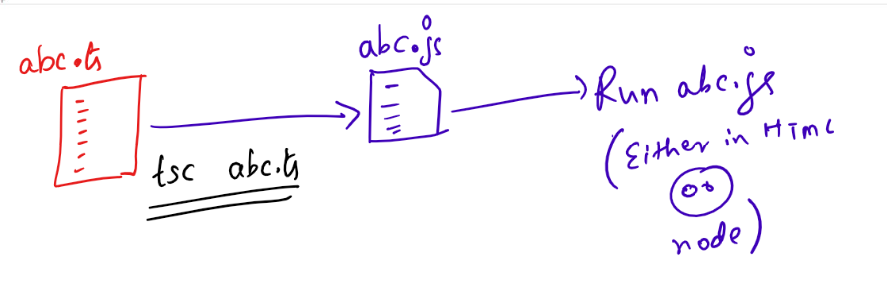 abc.ts
tsc abc.ts
abc.js
Run abc.js
(Either in HTML
or
node)